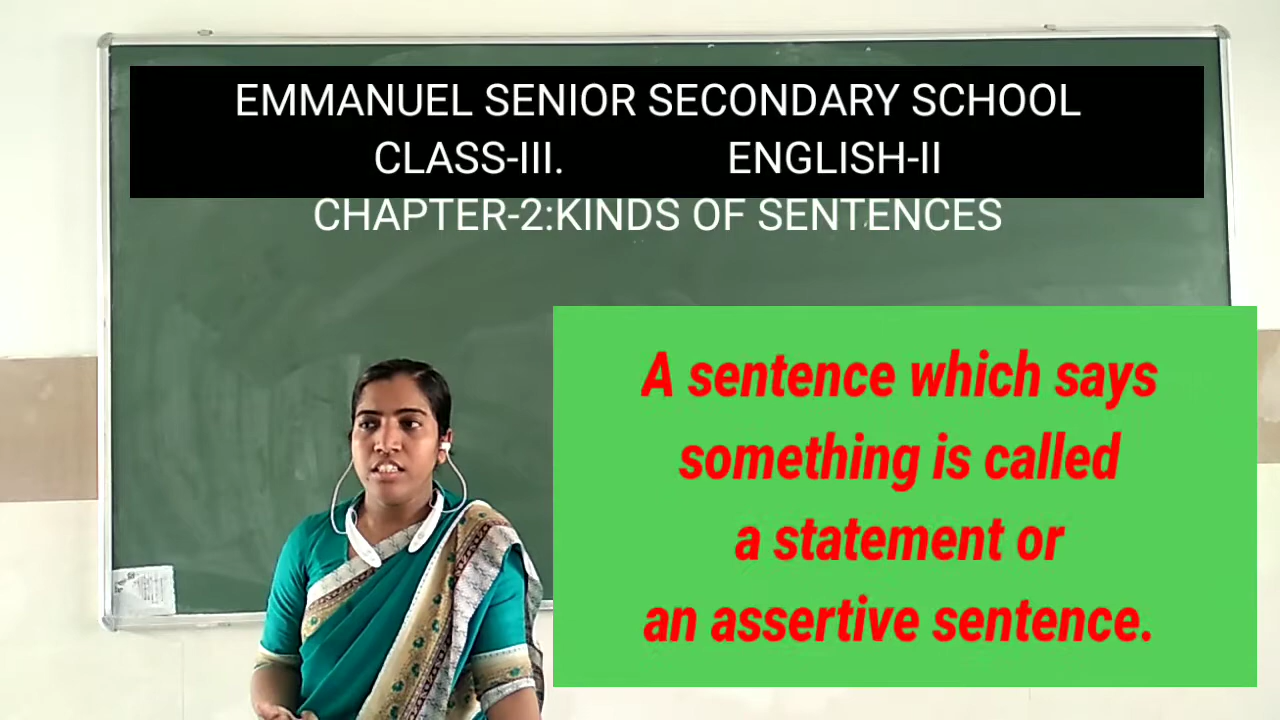 EMMANUEL SENIOR SECONDARY SCHOOL
CLASS-III. ENGLISH-II
CHAPTER-2:KINDS OF SENTENCES
A sentence which says
something is called
a statement or
an assertive sentence.